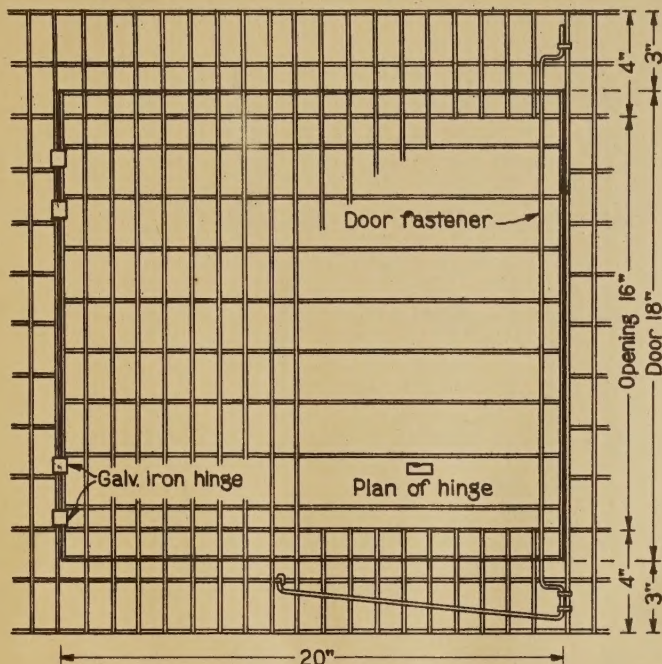 4"
3"
Door fastener
Opening 16"
Door 18"
Galv. iron hinge
Plan of hinge
4"
3"
20"